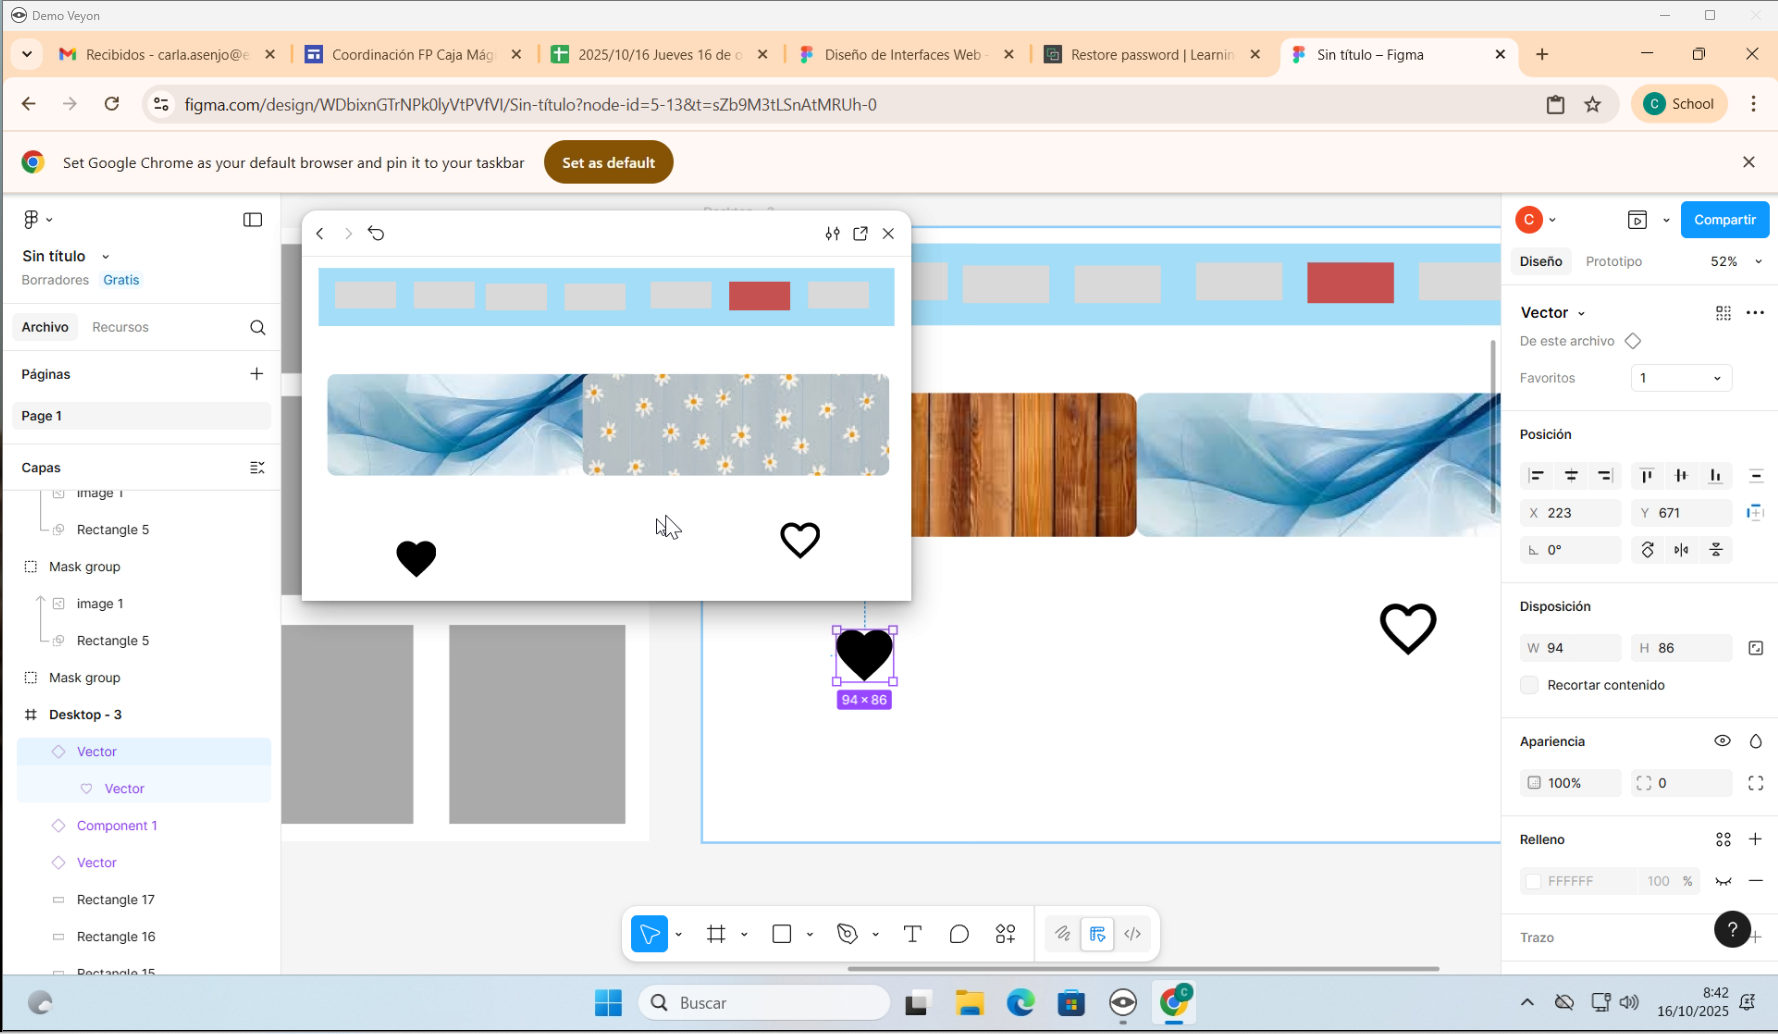 Demo Veyon
Recibidos - carla.asenjo@e
Coordinación FP Caja Mág
2025/10/16 Jueves 16 de o
Diseño de Interfaces Web -
Restore password | Learnin
Sin título – Figma
figma.com/design/WDbixnGTrNPk0lyVtPVfVI/Sin-título?node-id=5-13&t=sZb9M3tLSnAtMRUh-0
C School
Set Google Chrome as your default browser and pin it to your taskbar
Set as default
Sin título
Borradores Gratis
Archivo Recursos
Páginas
Page 1
Capas
image 1
Rectangle 5
Mask group
image 1
Rectangle 5
Mask group
Desktop - 3
Vector
Vector
Component 1
Vector
Rectangle 17
Rectangle 16
Rectangle 15
94 × 86
C
Compartir
Diseño Prototipo 52%
Vector
De este archivo
Favoritos 1
Posición
X 223 Y 671
0°
Disposición
W 94 H 86
Recortar contenido
Apariencia
100% 0
Relleno
FFFFFF 100 %
Trazo
?
Buscar
C
8:42
16/10/2025